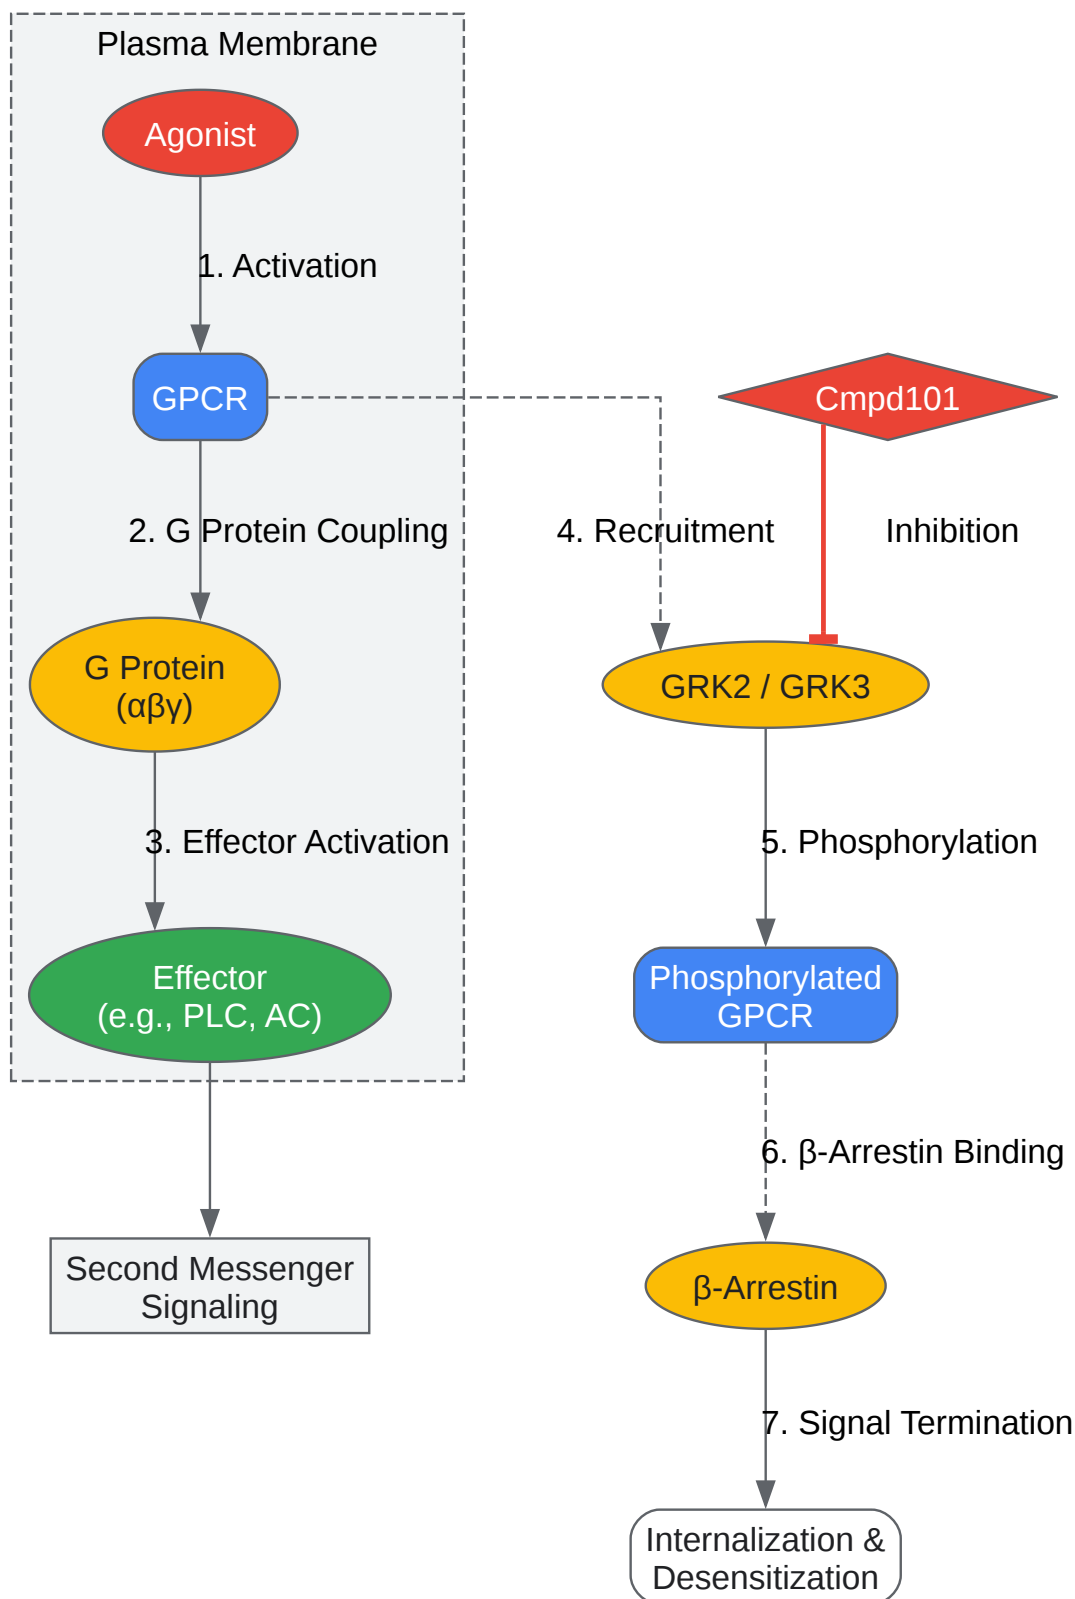 Plasma Membrane
Agonist
1. Activation
GPCR
Cmpd101
2. G Protein Coupling
4. Recruitment
Inhibition
G Protein
(αβγ)
GRK2 / GRK3
3. Effector Activation
5. Phosphorylation
Effector
(e.g., PLC, AC)
Phosphorylated
GPCR
6. β-Arrestin Binding
Second Messenger
Signaling
β-Arrestin
7. Signal Termination
Internalization &
Desensitization